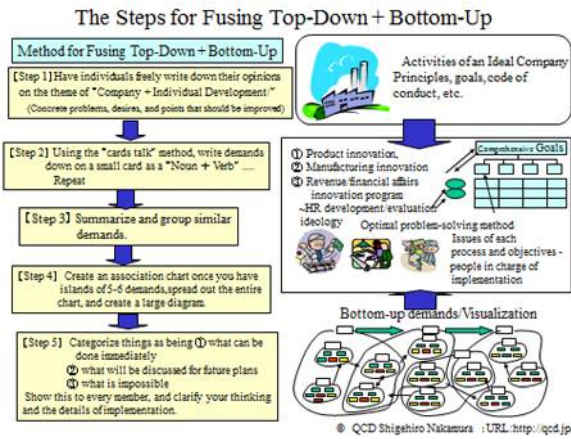 The Steps for Fusing Top-Down + Bottom-Up
Method for Fusing Top-Down + Bottom-Up
[Step 1] Have individuals freely write down their opinions
on the theme of "Company + Individual Development/"
(Concrete problems, desires, and points that should be improved)
[Step 2] Using the "cards talk" method, write demands
down on a small card as a "Noun + Verb" .....
Repeat
[Step 3] Summarize and group similar
demands.
[Step 4] Create an association chart once you have
islands of 5-6 demands, spread out the entire
chart, and create a large diagram.
[Step 5] Categorize things as being ① what can be
done immediately
② what will be discussed for future plans
③ what is impossible
Show this to every member, and clarify your thinking
and the details of implementation.
Activities of an Ideal Company
Principles, goals, code of
conduct, etc.
① Product innovation,
② Manufacturing innovation
③ Revenue/financial affairs
innovation program
~HR development/evaluation
ideology
Comprehensive Goals
Optimal problem-solving method
Issues of each
process and objectives -
people in charge of
implementation
Bottom-up demands/Visualization
© QCD Shigehiro Nakamura : URL:http://qcd.jp